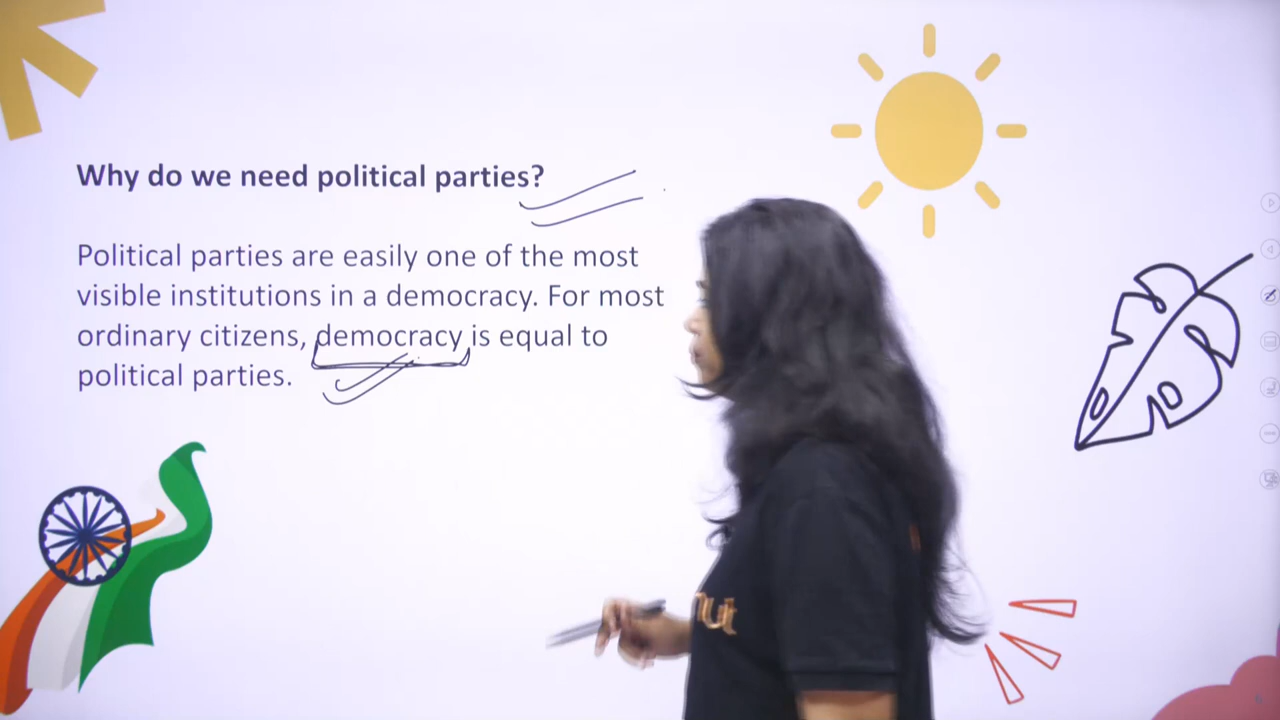 Why do we need political parties?
Political parties are easily one of the most
visible institutions in a democracy. For most
ordinary citizens, democracy is equal to
political parties.
nut